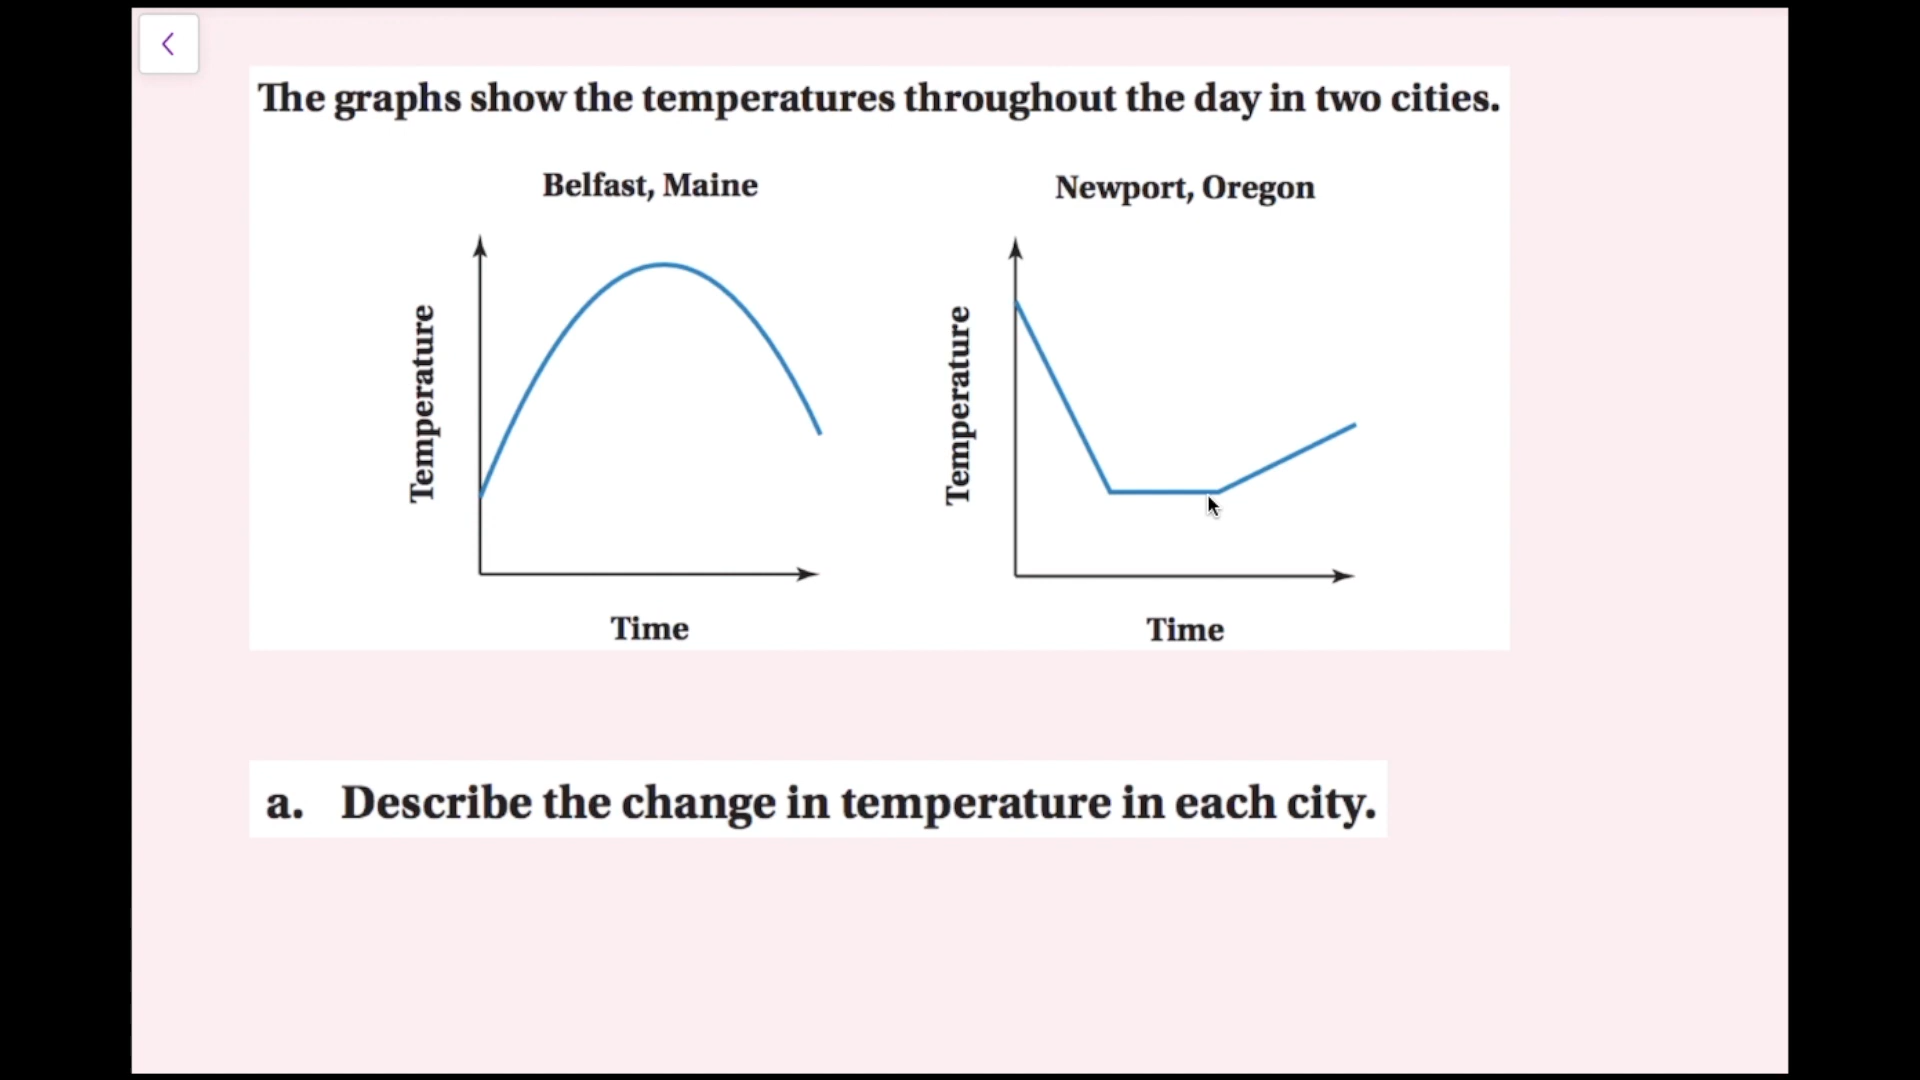 The graphs show the temperatures throughout the day in two cities.
Belfast, Maine
Temperature
Time
Newport, Oregon
Temperature
Time
a. Describe the change in temperature in each city.